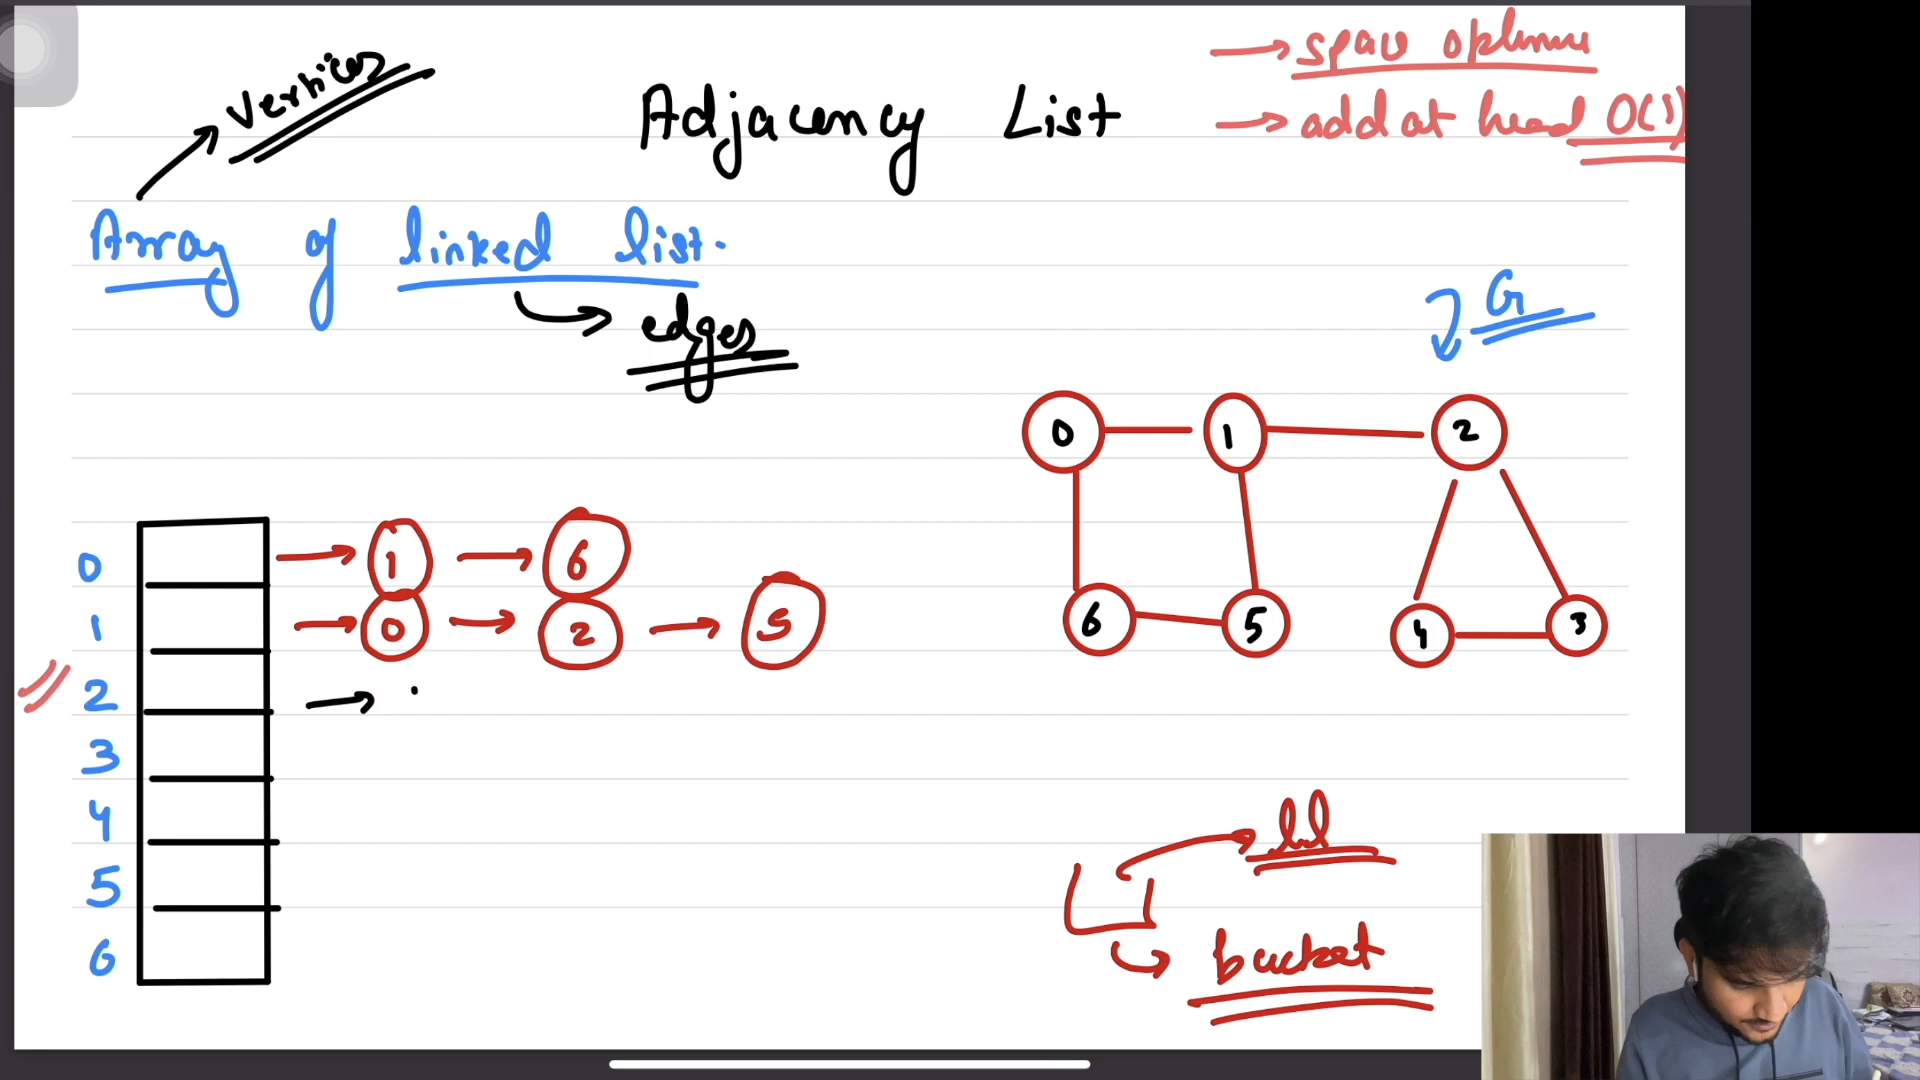 vertices
Adjacency List
→ space optimise
→ add at head O(1)
Array of linked list.
edges
G
0 1 2
6 5 4 3
0 → 1 → 6
1 → 0 → 2 → 5
2 →
3
4
5
6
ll
bucket